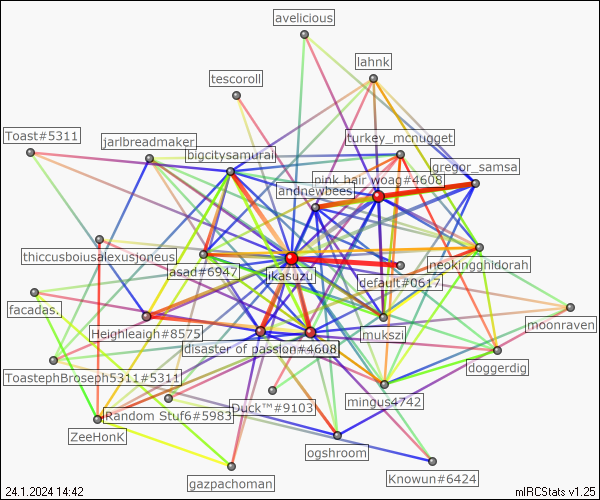 avelicious
lahnk
tescoroll
Toast#5311
jarlbreadmaker
turkey_mcnugget
bigcitysamurai
gregor_samsa
pink hair woag#4608
andnewbees
thiccusboiusalexusjoneus
neokingghidorah
asad#6947
ikasuzu
default#0617
facadas.
moonraven
Heighleaigh#8575
mukszi
disaster of passion#4608
doggerdig
ToastephBroseph5311#5311
mingus4742
Random Stuf6#5983
Duck™#9103
ZeeHonK
ogshroom
gazpachoman
Knowun#6424
24.1.2024 14:42
mIRCStats v1.25